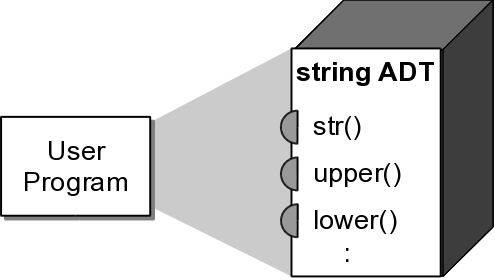 string ADT
str()
User
Program
upper()
lower()
: